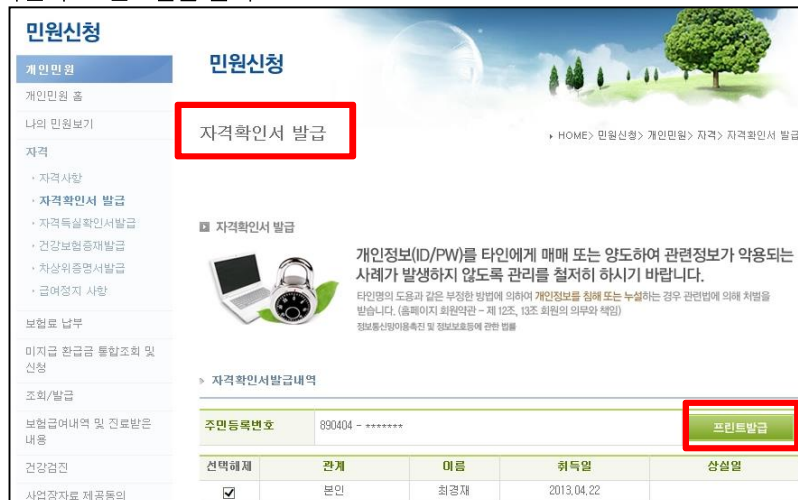 민원신청
개인민원
개인민원 홈
나의 민원보기
자격
· 자격사항
· 자격확인서 발급
· 자격득실확인서발급
· 건강보험증재발급
· 차상위증명서발급
· 급여정지 사항
보험료 납부
미지급 환급금 통합조회 및
신청
조회/발급
보험급여내역 및 진료받은
내용
건강검진
사업장자료 제공동의
민원신청
자격확인서 발급
HOME> 민원신청> 개인민원> 자격> 자격확인서 발급
자격확인서 발급
개인정보(ID/PW)를 타인에게 매매 또는 양도하여 관련정보가 악용되는
사례가 발생하지 않도록 관리를 철저히 하시기 바랍니다.
타인명의 도용과 같은 부정한 방법에 의하여 개인정보를 침해 또는 누설하는 경우 관련법에 의해 처벌을
받습니다. (홈페이지 회원약관 - 제 12조, 13조 회원의 의무와 책임)
정보통신망이용촉진 및 정보보호등에 관한 법률
자격확인서발급내역
주민등록번호 890404 - ******* 프린트발급
선택해제 관계 이름 취득일 상실일
본인 최경재 2013.04.22